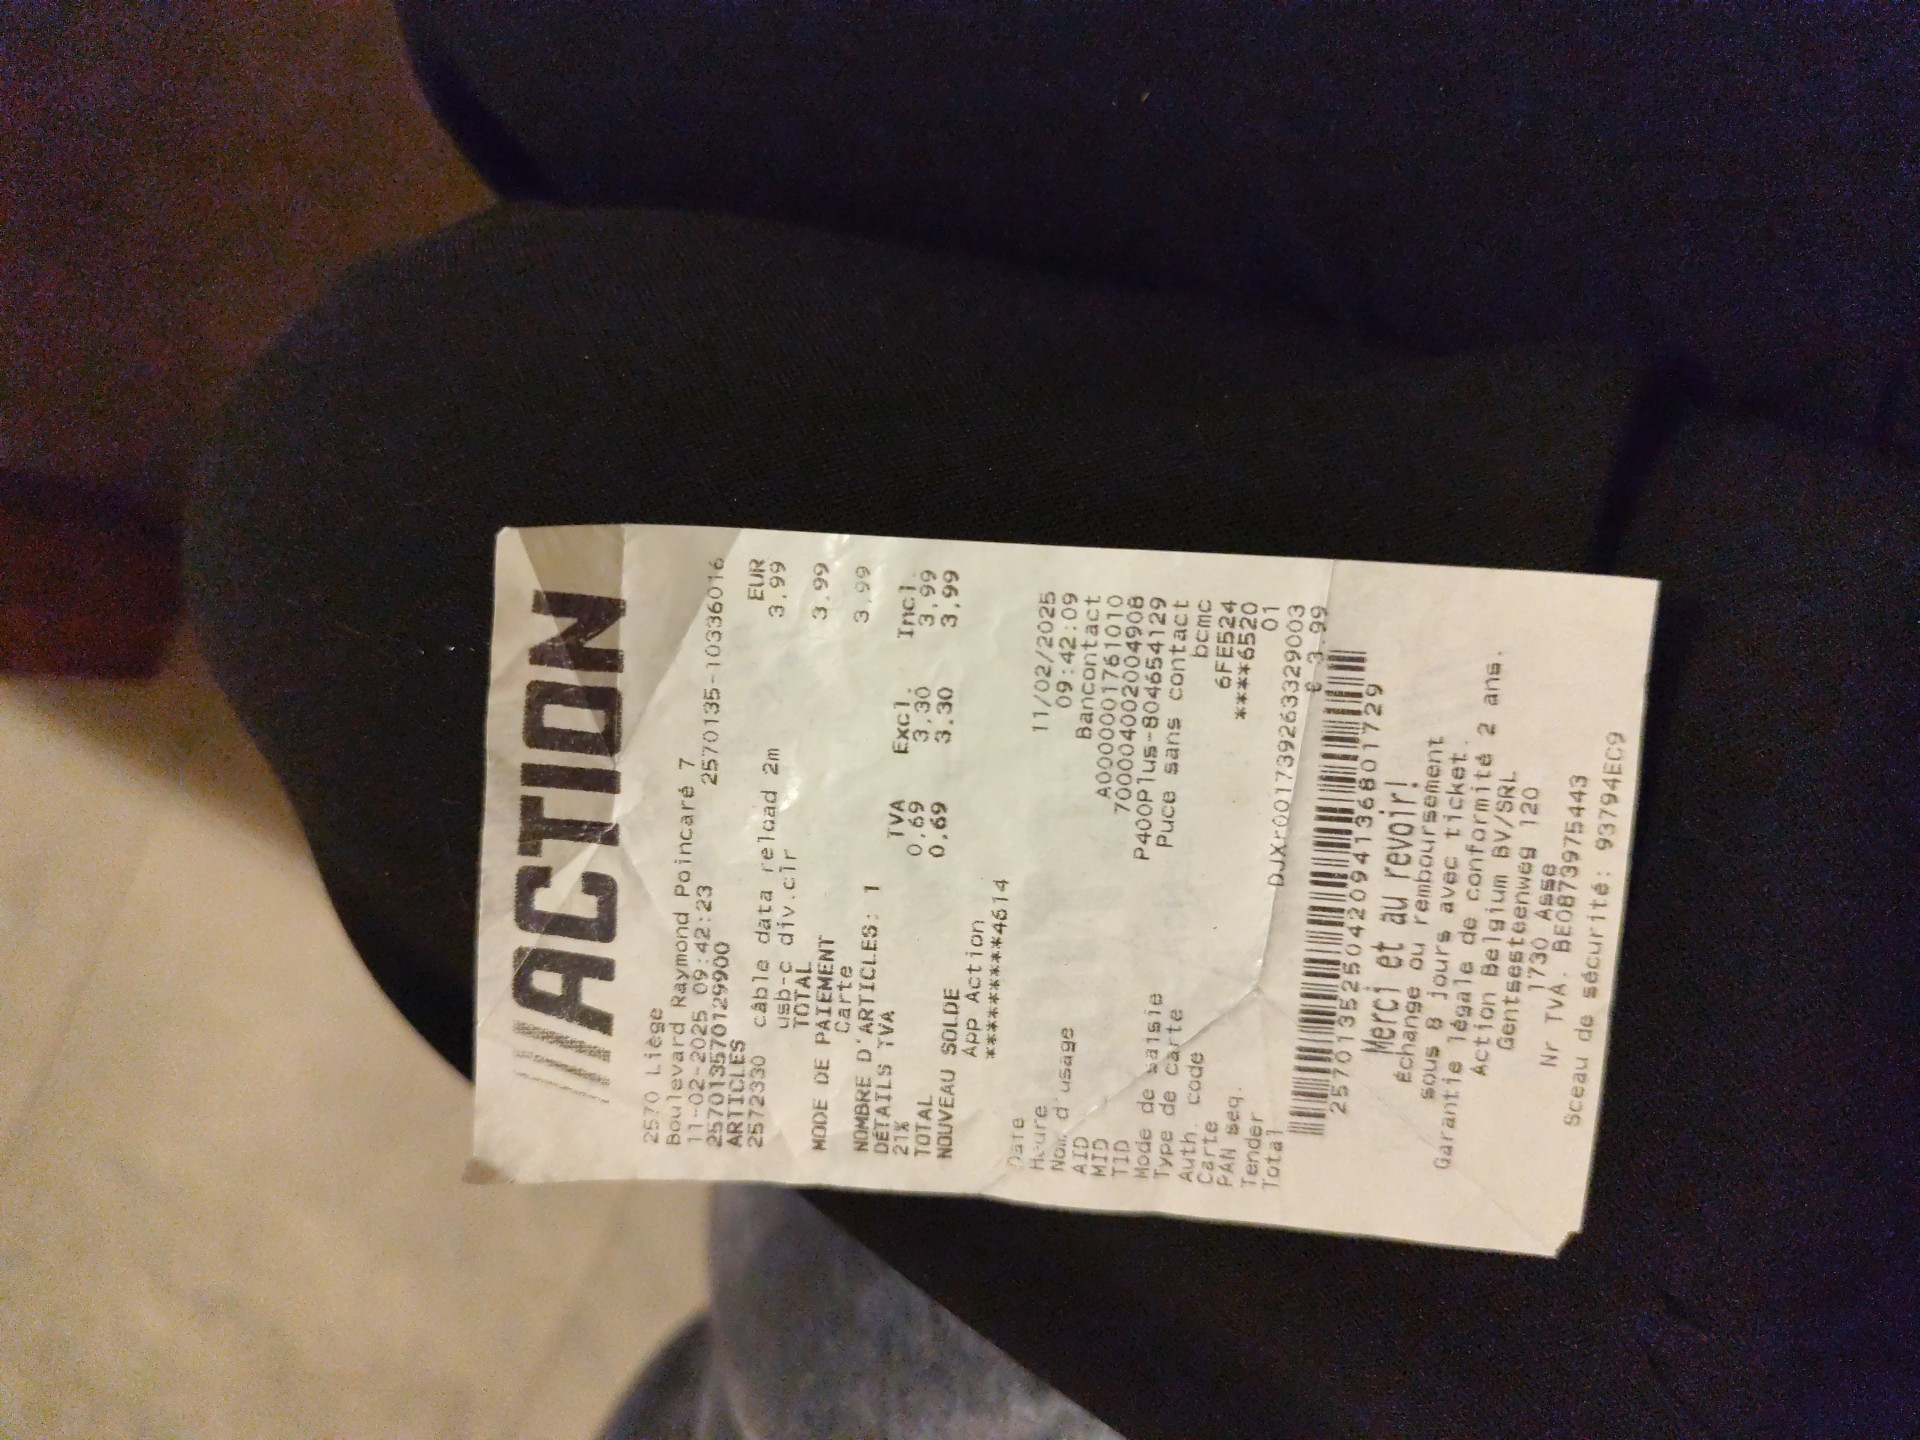 ACTION
2570 Liège
Boulevard Raymond Poincaré 7
11-02-2025 09:42:23 2570135-10336016
257013570129900
ARTICLES EUR
2572330 câble data reload 2m 3.99
usb-c div.clr
TOTAL 3.99
MODE DE PAIEMENT
Carte 3.99
NOMBRE D'ARTICLES: 1
DÉTAILS TVA TVA Excl. Incl.
21% 0.69 3.30 3.99
TOTAL 0.69 3.30 3.99
NOUVEAU SOLDE
App Action
*********4614
Date 11/02/2025
Heure 09:42:09
Nom d'usage Bancontact
AID A0000001761010
MID 700004002004908
TID P400Plus-804654129
Mode de saisie Puce sans contact
Type de carte bcmc
Auth. code 6FE524
Carte ****6520
PAN seq. 01
Tender DJXr001739263329003
Total € 3.99
257013525042094136801729
Merci et au revoir!
Échange ou remboursement
sous 8 jours avec ticket.
Garantie légale de conformité 2 ans.
Action Belgium BV/SRL
Gentsesteenweg 120
1730 Asse
Nr TVA. BE0873975443
Sceau de sécurité: 93794EC9